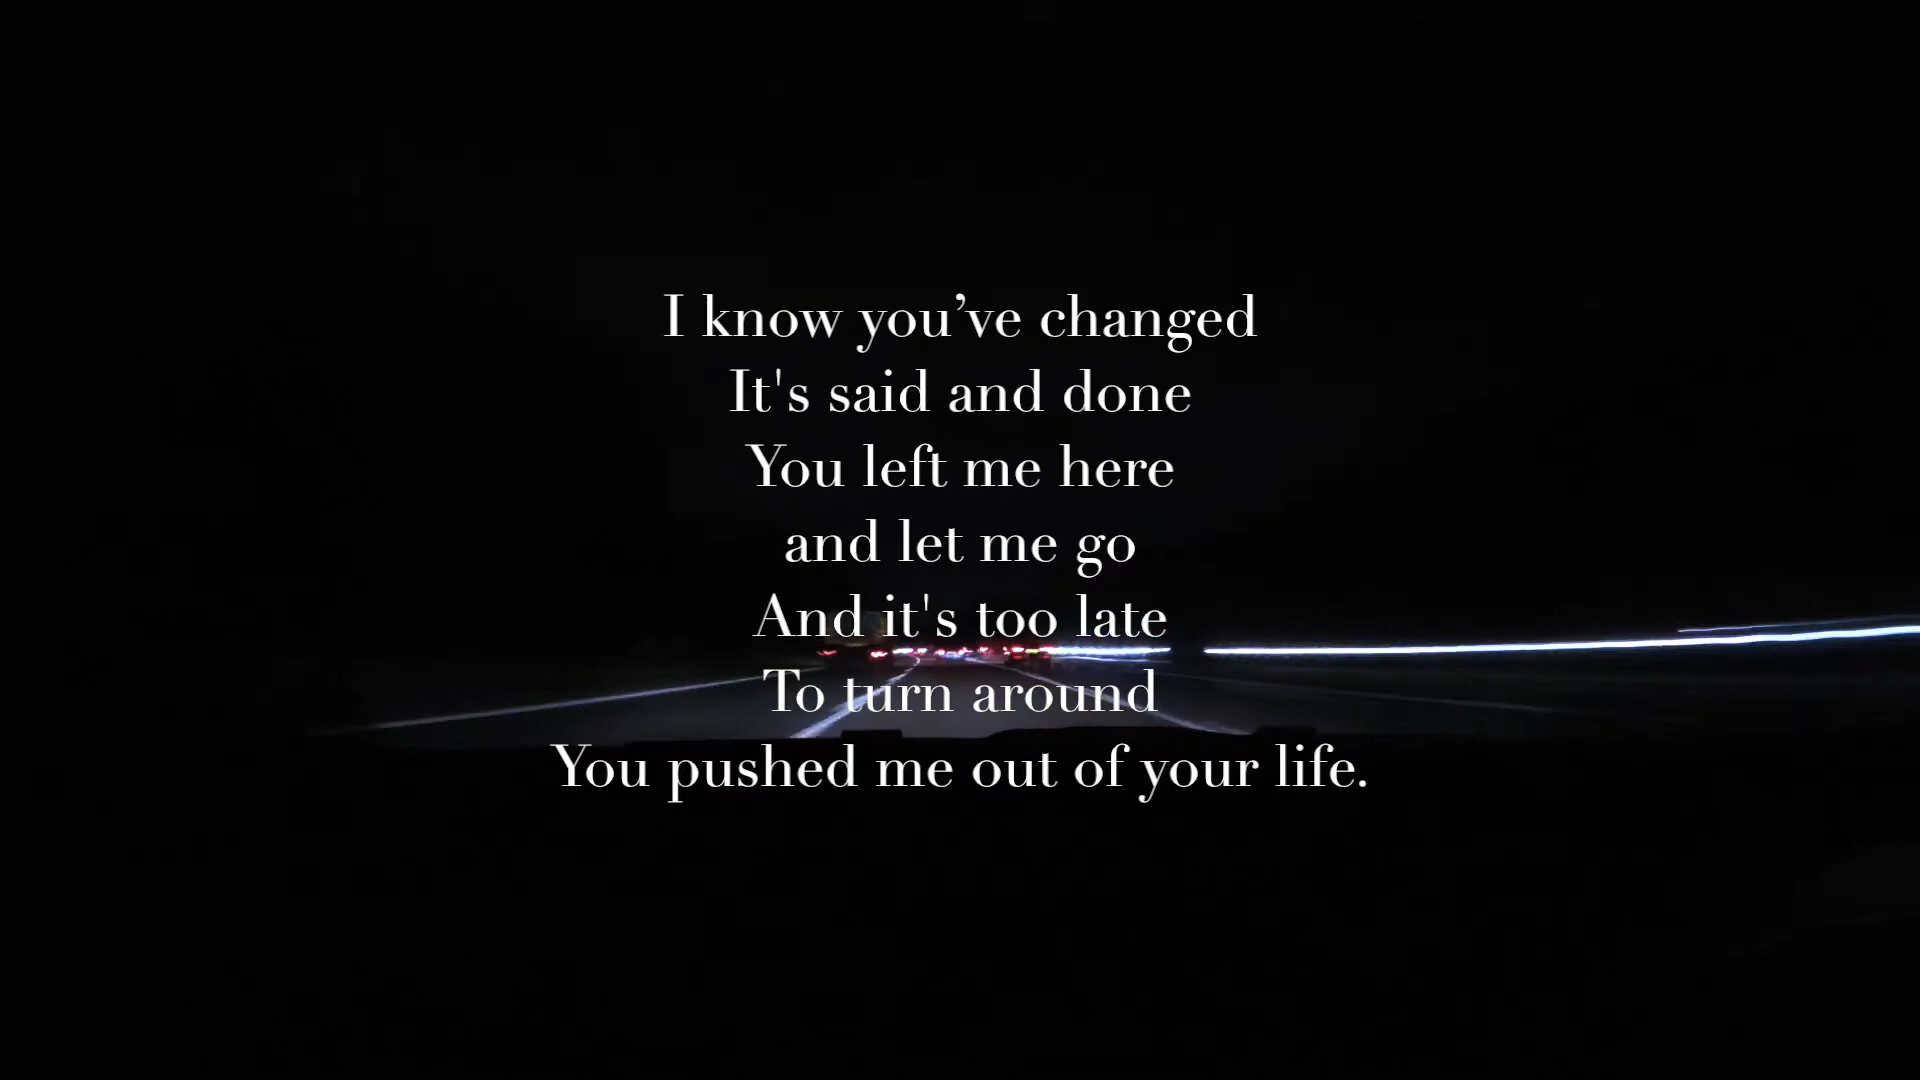 I know you’ve changed
It's said and done
You left me here
and let me go
And it's too late
To turn around
You pushed me out of your life.